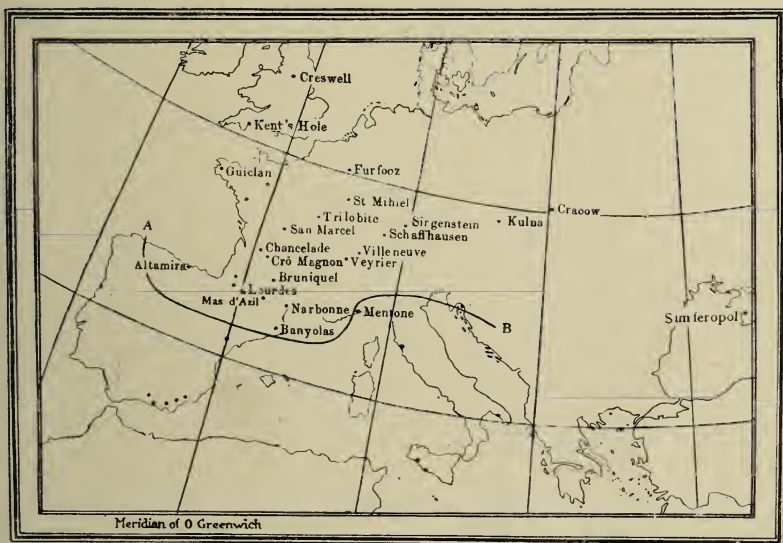 Creswell
Kent's Hole
Guiclan
Furfooz
St Mihiel
Cracow
Trilobite
Sirgenstein
Kulna
San Marcel
Schaffhausen
A
Chancelade
Villeneuve
Altamira
Crô Magnon
Veyrier
Bruniquel
Lourdes
Mas d'Azil
Narbonne
Mentone
Simferopol
Banyolas
B
Meridian of 0 Greenwich